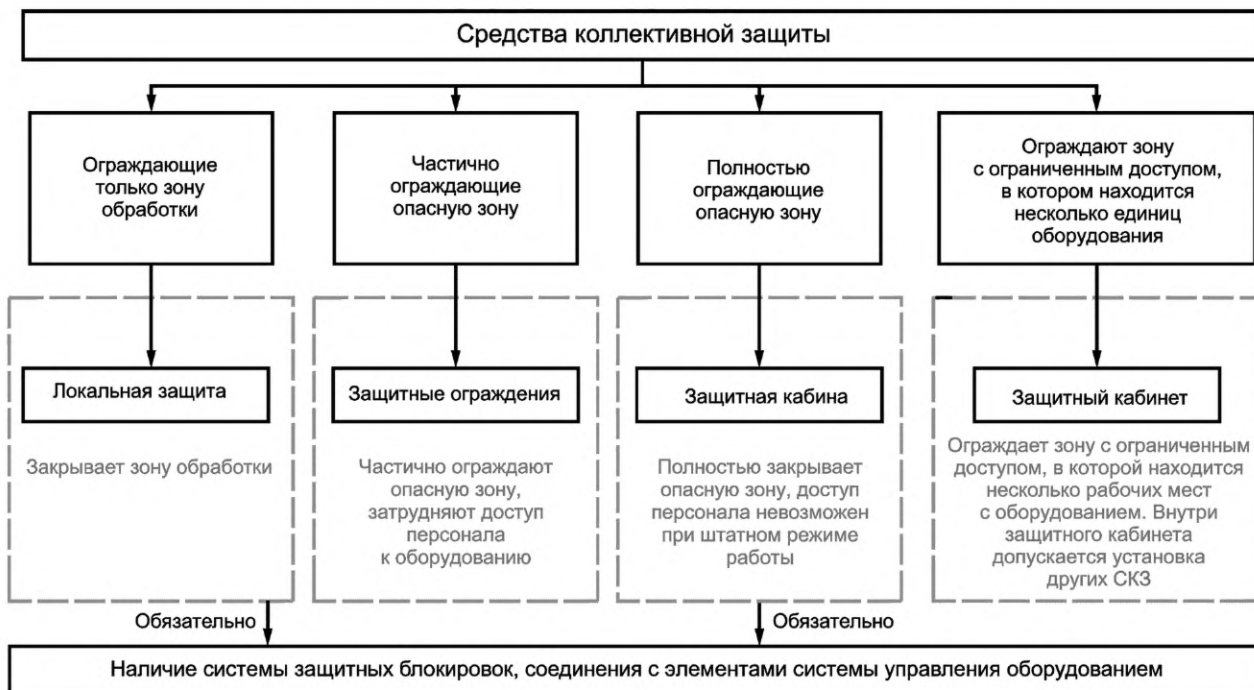 Средства коллективной защиты
Ограждающие
только зону
обработки
Частично
ограждающие
опасную зону
Полностью
ограждающие
опасную зону
Ограждают зону
с ограниченным доступом,
в котором находится
несколько единиц
оборудования
Локальная защита
Защитные ограждения
Защитная кабина
Защитный кабинет
Закрывает зону обработки
Частично ограждают
опасную зону,
затрудняют доступ
персонала
к оборудованию
Полностью закрывает
опасную зону, доступ
персонала невозможен
при штатном режиме
работы
Ограждает зону с ограниченным
доступом, в которой находится
несколько рабочих мест
с оборудованием. Внутри
защитного кабинета
допускается установка
других СКЗ
Обязательно
Обязательно
Наличие системы защитных блокировок, соединения с элементами системы управления оборудованием